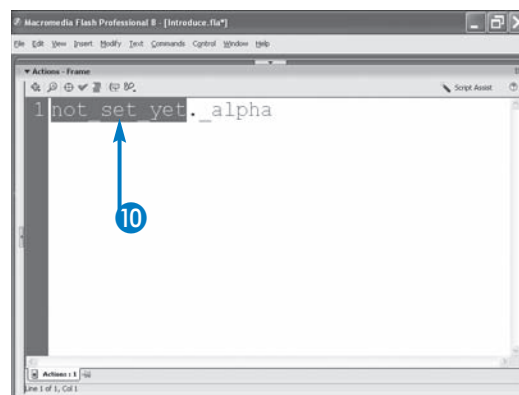 Macromedia Flash Professional 8 - [Introduce.fla*]
File Edit View Insert Modify Text Commands Control Window Help
Actions - Frame
Script Assist
1 not_set_yet._alpha
10
Actions : 1
Line 1 of 1, Col 1